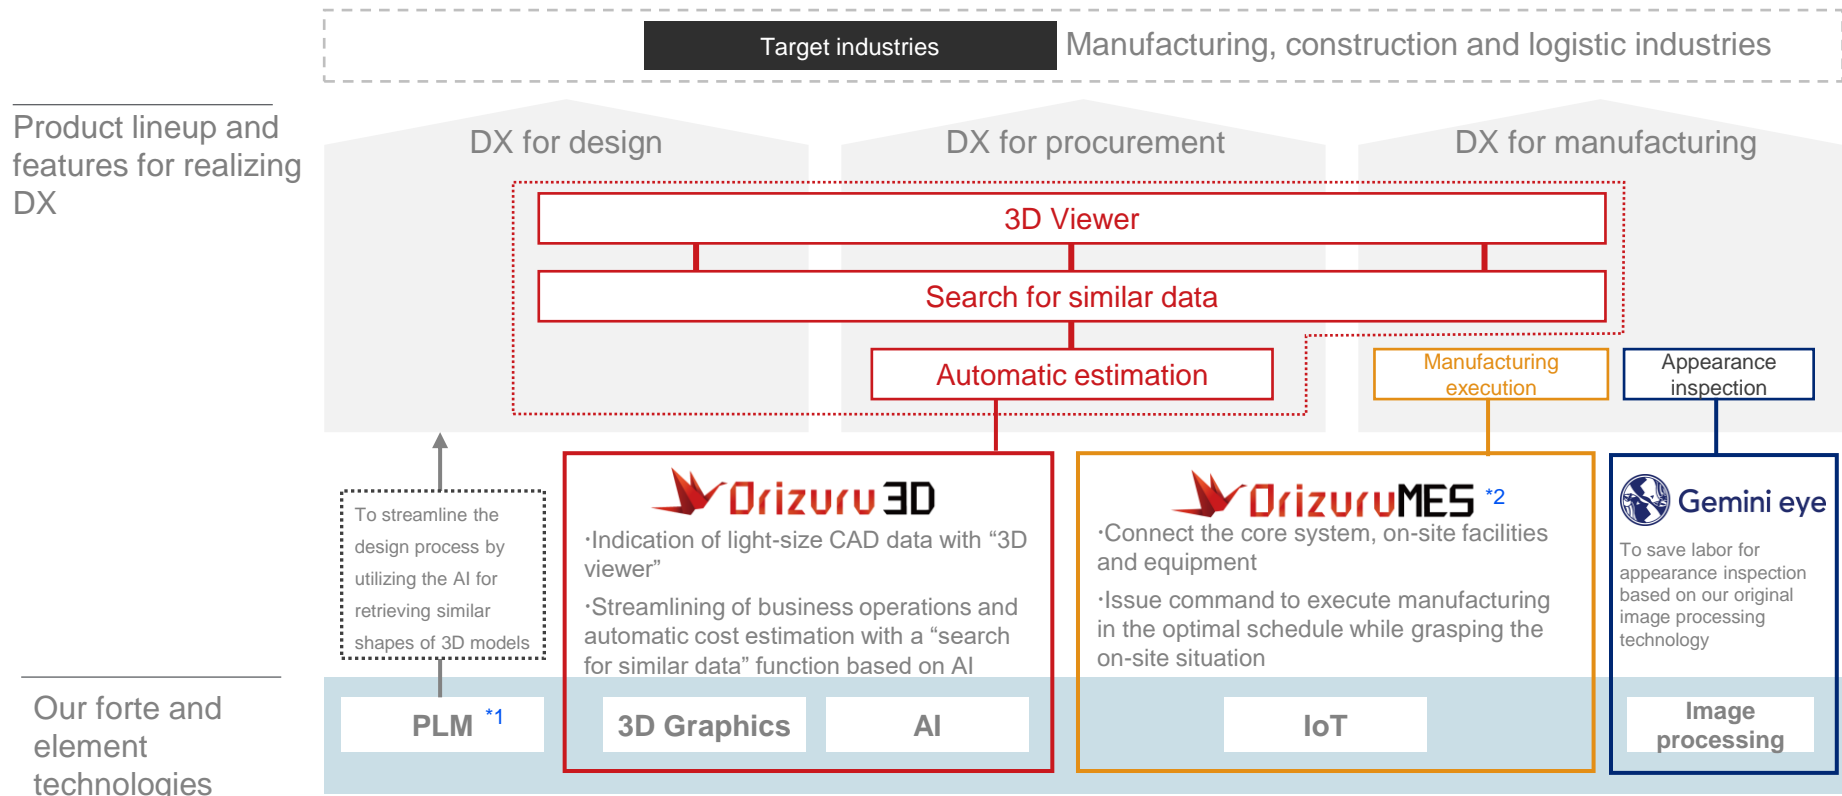 Target industries
Manufacturing, construction and logistic industries
Product lineup and
features for realizing
DX
DX for design
DX for procurement
DX for manufacturing
3D Viewer
Search for similar data
Automatic estimation
Manufacturing
execution
Appearance
inspection
To streamline the
design process by
utilizing the AI for
retrieving similar
shapes of 3D models
Orizuru 3D
·Indication of light-size CAD data with “3D
viewer”
·Streamlining of business operations and
automatic cost estimation with a “search
for similar data” function based on AI
OrizuruMES *2
·Connect the core system, on-site facilities
and equipment
·Issue command to execute manufacturing
in the optimal schedule while grasping the
on-site situation
Gemini eye
To save labor for
appearance inspection
based on our original
image processing
technology
Our forte and
element
technologies
PLM *1
3D Graphics
AI
IoT
Image
processing